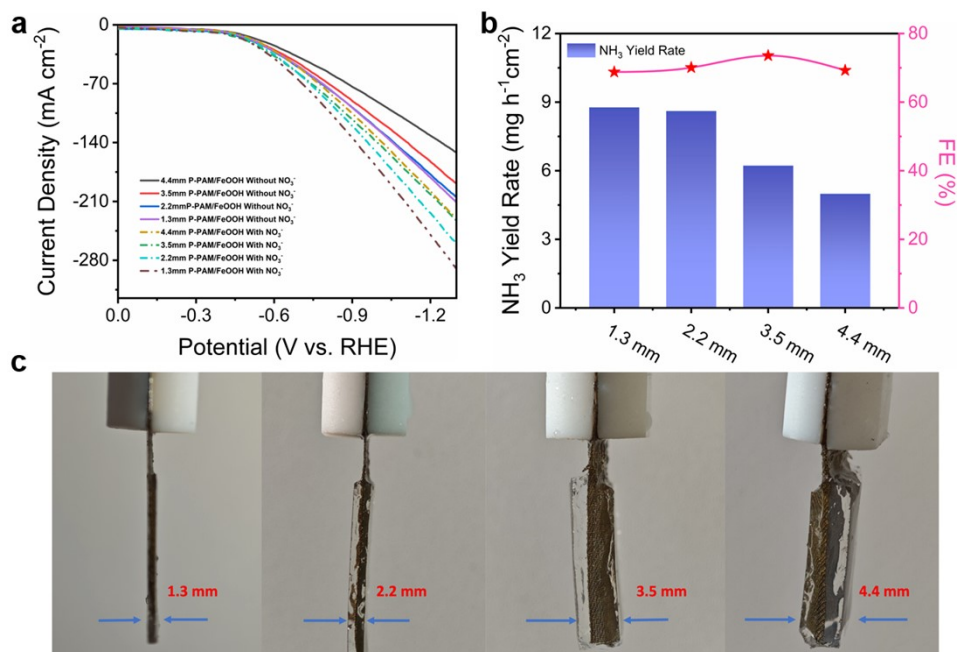 a
0
-70
-140
-210
-280
Current Density (mA cm⁻²)
4.4mm P-PAM/FeOOH Without NO₃⁻
3.5mm P-PAM/FeOOH Without NO₃⁻
2.2mmP-PAM/FeOOH Without NO₃⁻
1.3mm P-PAM/FeOOH Without NO₃⁻
4.4mm P-PAM/FeOOH With NO₃⁻
3.5mm P-PAM/FeOOH With NO₃⁻
2.2mm P-PAM/FeOOH With NO₃⁻
1.3mm P-PAM/FeOOH With NO₃⁻
0.0 -0.3 -0.6 -0.9 -1.2
Potential (V vs. RHE)
b
12
9
6
3
0
NH₃ Yield Rate (mg h⁻¹cm⁻²)
NH₃ Yield Rate
80
70
60
50
40
30
20
10
0
FE (%)
1.3 mm 2.2 mm 3.5 mm 4.4 mm
c
1.3 mm
2.2 mm
3.5 mm
4.4 mm